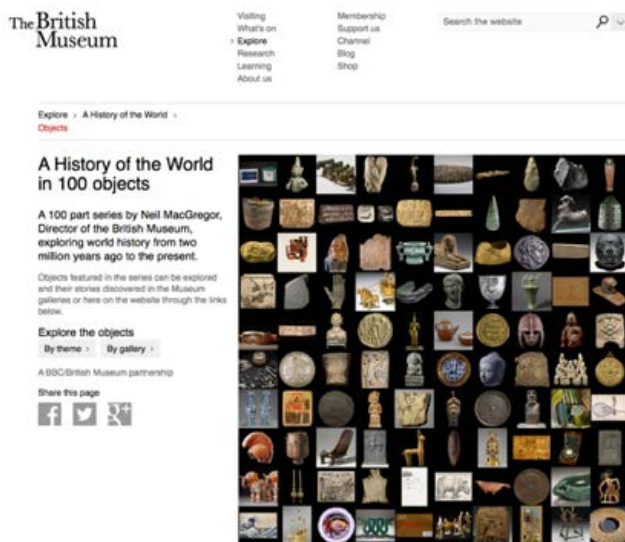 The British
Museum
Visiting
What's on
› Explore
Research
Learning
About us
Membership
Support us
Channel
Blog
Shop
Search the website
Explore › A History of the World ›
Objects
A History of the World
in 100 objects
A 100 part series by Neil MacGregor,
Director of the British Museum,
exploring world history from two
million years ago to the present.
Objects featured in the series can be explored
and their stories discovered in the Museum
galleries or here on the website through the links
below.
Explore the objects
By theme › By gallery ›
A BBC/British Museum partnership
Share this page